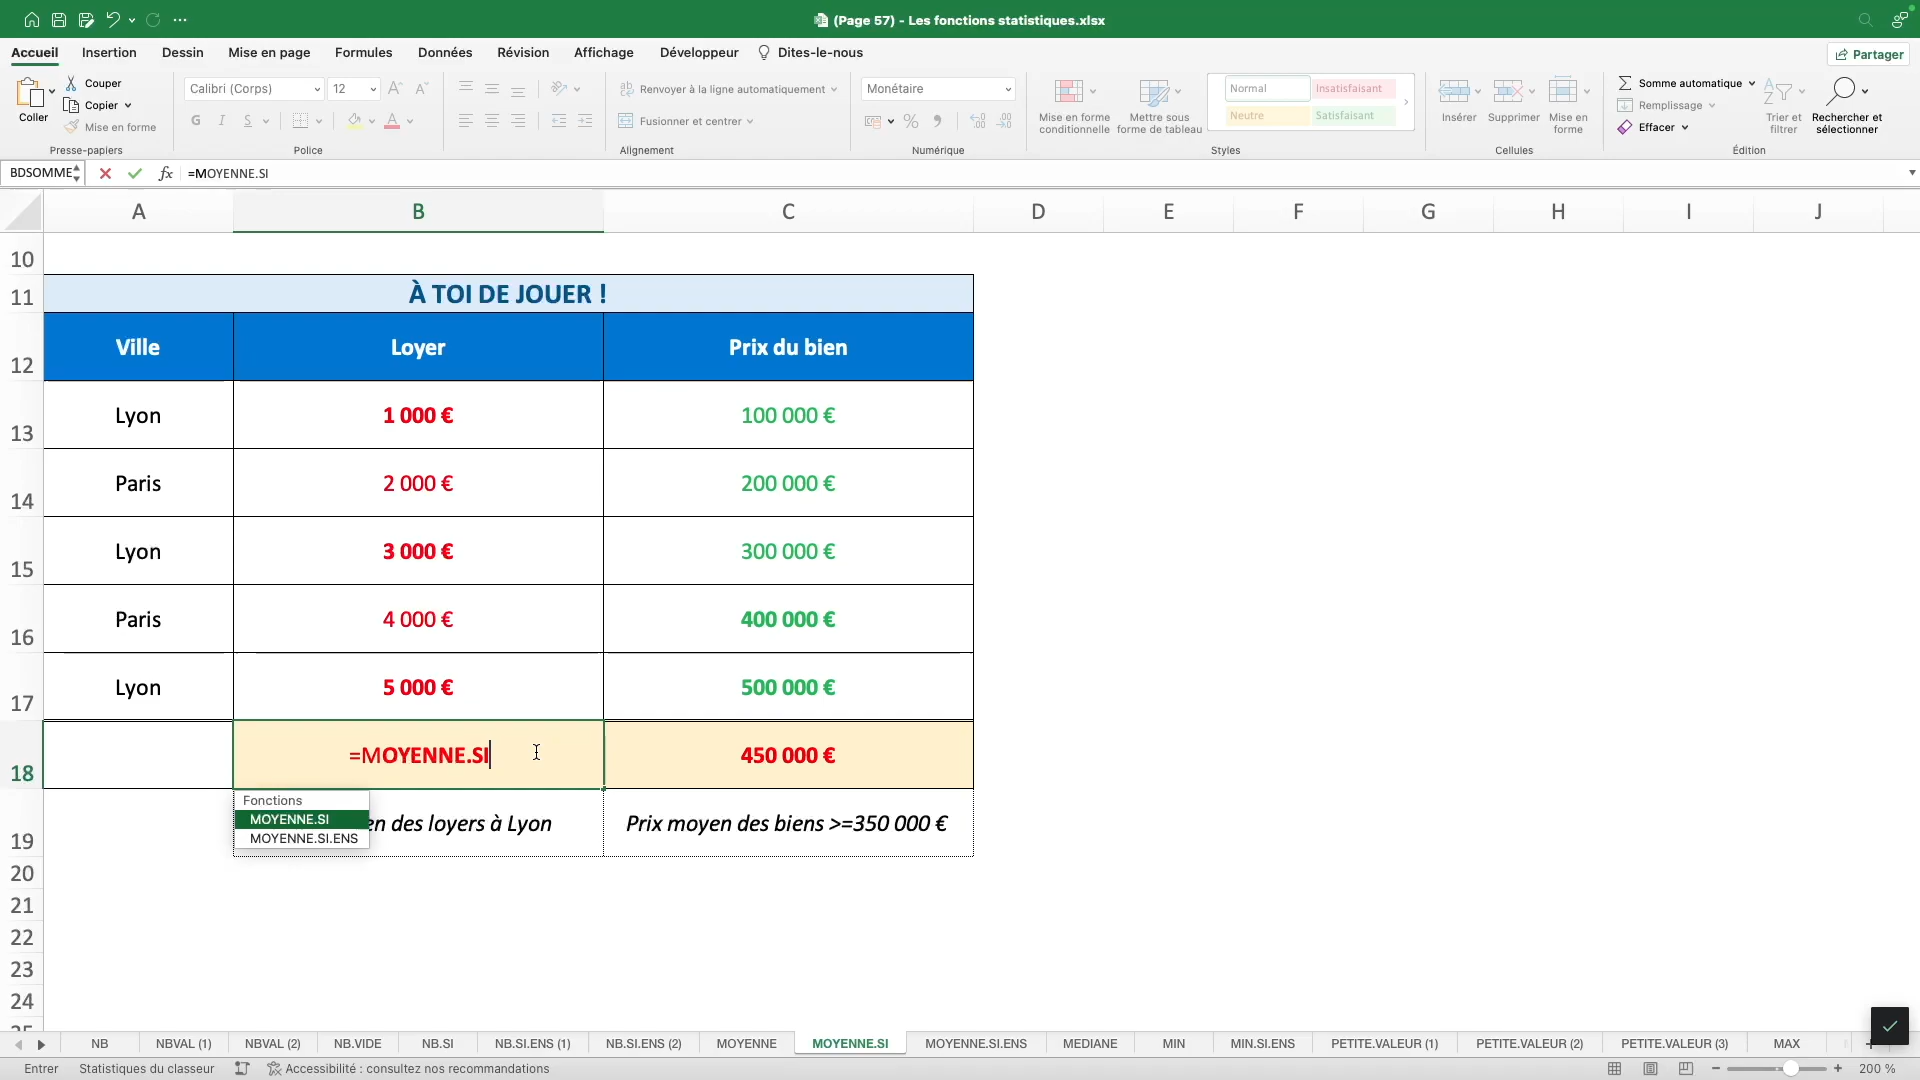 (Page 57) - Les fonctions statistiques.xlsx
Accueil Insertion Dessin Mise en page Formules Données Révision Affichage Développeur Dites-le-nous Partager
Coller Couper Copier Mise en forme
Calibri (Corps) 12
G I S
Renvoyer à la ligne automatiquement
Fusionner et centrer
Monétaire
%
Mise en forme conditionnelle
Mettre sous forme de tableau
Normal Insatisfaisant
Neutre Satisfaisant
Insérer Supprimer Mise en forme
Somme automatique
Remplissage
Effacer
Trier et filtrer
Rechercher et sélectionner
Presse-papiers Police Alignement Numérique Styles Cellules Édition
BDSOMME fx =MOYENNE.SI
A B C D E F G H I J
10
11 À TOI DE JOUER !
12 Ville Loyer Prix du bien
13 Lyon 1 000 € 100 000 €
14 Paris 2 000 € 200 000 €
15 Lyon 3 000 € 300 000 €
16 Paris 4 000 € 400 000 €
17 Lyon 5 000 € 500 000 €
18 =MOYENNE.SI 450 000 €
Fonctions
MOYENNE.SI
MOYENNE.SI.ENS
19 en des loyers à Lyon Prix moyen des biens >=350 000 €
20
21
22
23
24
NB NBVAL (1) NBVAL (2) NB.VIDE NB.SI NB.SI.ENS (1) NB.SI.ENS (2) MOYENNE MOYENNE.SI MOYENNE.SI.ENS MEDIANE MIN MIN.SI.ENS PETITE.VALEUR (1) PETITE.VALEUR (2) PETITE.VALEUR (3) MAX
Entrer Statistiques du classeur Accessibilité : consultez nos recommandations 200 %